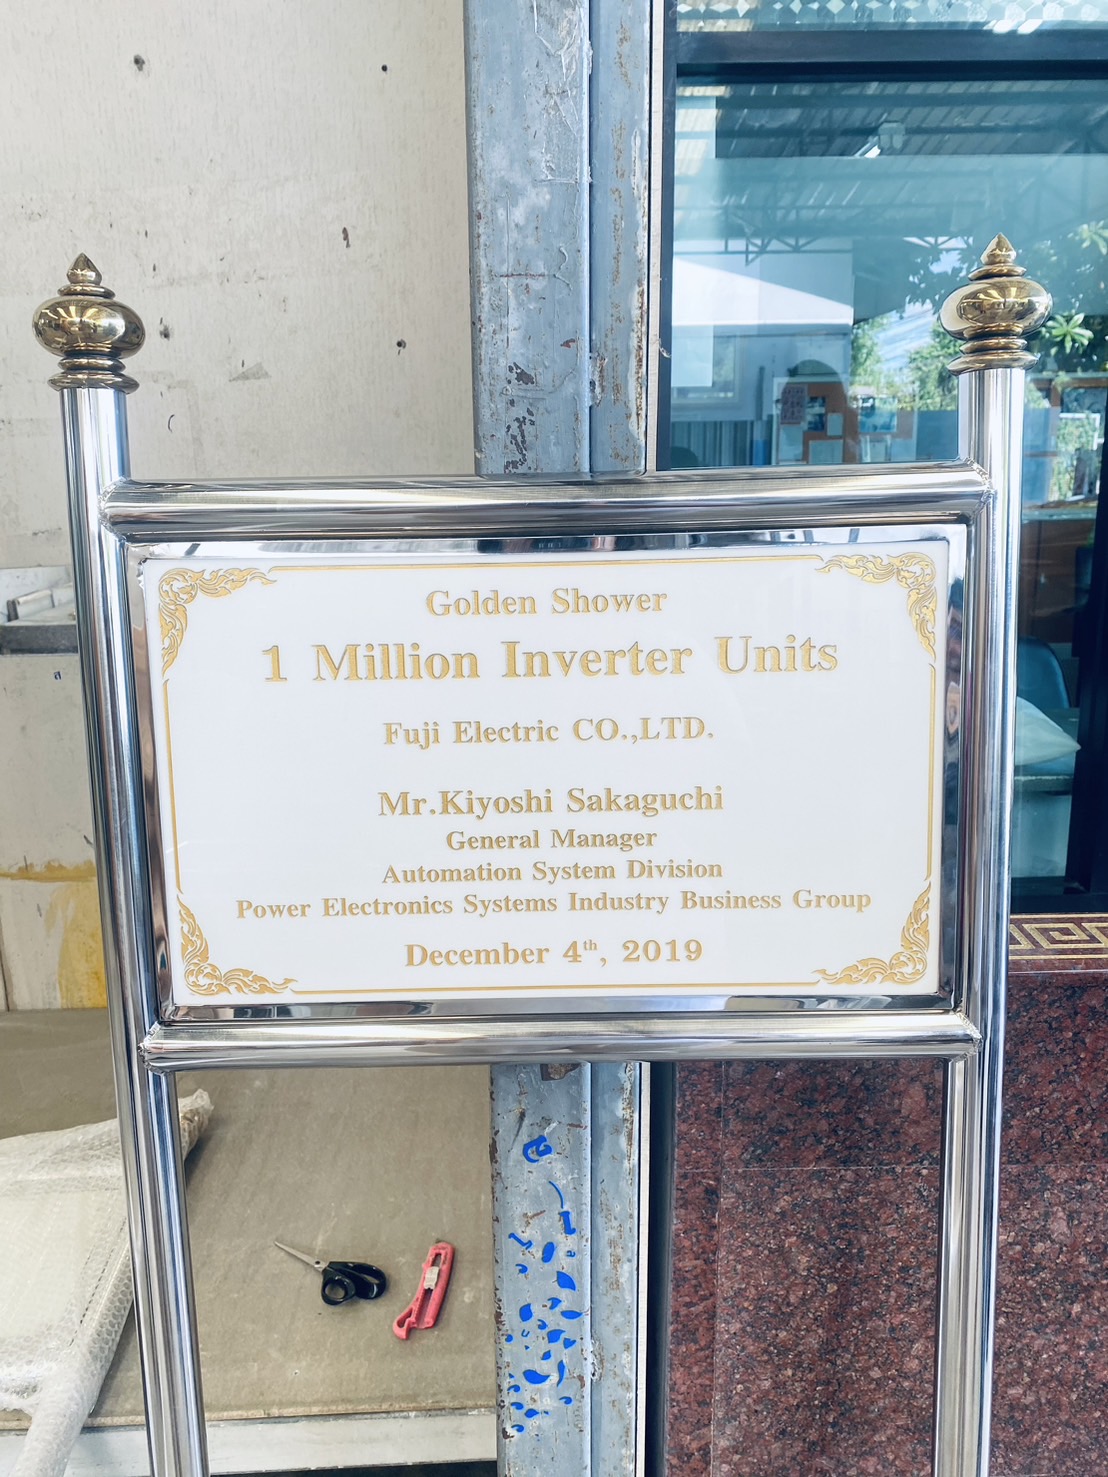 Golden Shower
1 Million Inverter Units
Fuji Electric CO.,LTD.
Mr.Kiyoshi Sakaguchi
General Manager
Automation System Division
Power Electronics Systems Industry Business Group
December 4th, 2019